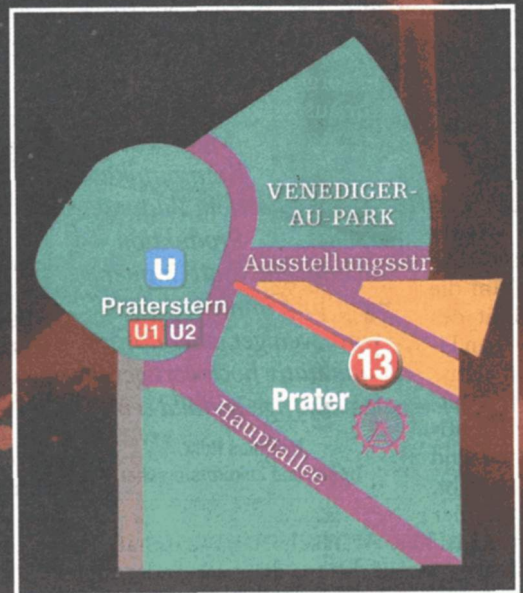 VENEDIGER-
AU-PARK
Ausstellungsstr.
U
Praterstern
U1 U2
13
Prater
Hauptallee